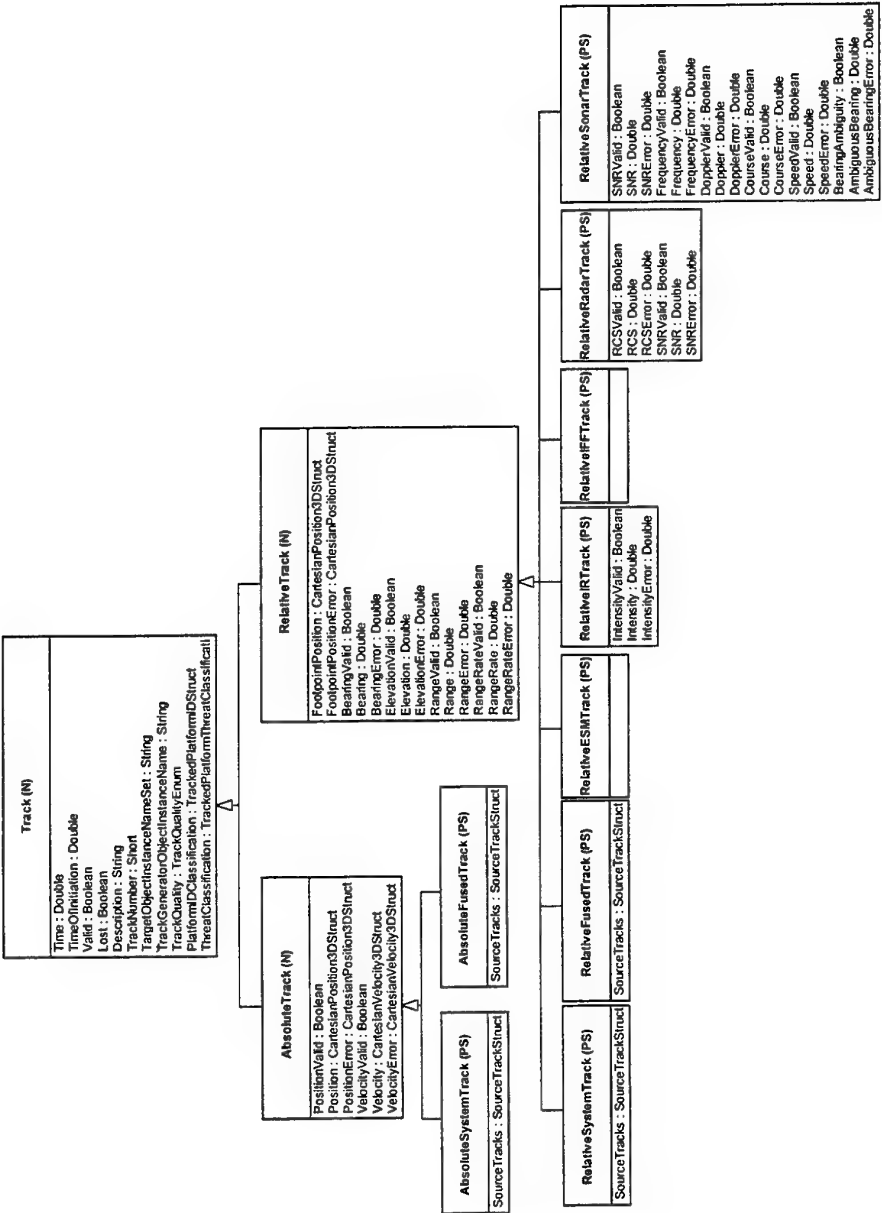 Track (N)
Time : Double
TimeOfInitiation : Double
Valid : Boolean
Lost : Boolean
Description : String
TrackNumber : Short
TargetObjectInstanceNameSet : String
TrackGeneratorObjectInstanceName : String
TrackQuality : TrackQualityEnum
PlatformIDClassification : TrackedPlatformIDStruct
ThreatClassification : TrackedPlatformThreatClassificati
AbsoluteTrack (N)
PositionValid : Boolean
Position : CartesianPosition3DStruct
PositionError : CartesianPosition3DStruct
VelocityValid : Boolean
Velocity : CartesianVelocity3DStruct
VelocityError : CartesianVelocity3DStruct
RelativeTrack (N)
FootpointPosition : CartesianPosition3DStruct
FootpointPositionError : CartesianPosition3DStruct
BearingValid : Boolean
Bearing : Double
BearingError : Double
ElevationValid : Boolean
Elevation : Double
ElevationError : Double
RangeValid : Boolean
Range : Double
RangeError : Double
RangeRateValid : Boolean
RangeRate : Double
RangeRateError : Double
AbsoluteSystemTrack (PS)
SourceTracks : SourceTrackStruct
AbsoluteFusedTrack (PS)
SourceTracks : SourceTrackStruct
RelativeSystemTrack (PS)
SourceTracks : SourceTrackStruct
RelativeFusedTrack (PS)
SourceTracks : SourceTrackStruct
RelativeESMTrack (PS)
RelativeIRTrack (PS)
IntensityValid : Boolean
Intensity : Double
IntensityError : Double
RelativeIFFTrack (PS)
RelativeRadarTrack (PS)
RCSValid : Boolean
RCS : Double
RCSError : Double
SNRValid : Boolean
SNR : Double
SNRError : Double
RelativeSonarTrack (PS)
SNRValid : Boolean
SNR : Double
SNRError : Double
FrequencyValid : Boolean
Frequency : Double
FrequencyError : Double
DopplerValid : Boolean
Doppler : Double
DopplerError : Double
CourseValid : Boolean
Course : Double
CourseError : Double
SpeedValid : Boolean
Speed : Double
SpeedError : Double
BearingAmbiguity : Boolean
AmbiguousBearing : Double
AmbiguousBearingError : Double